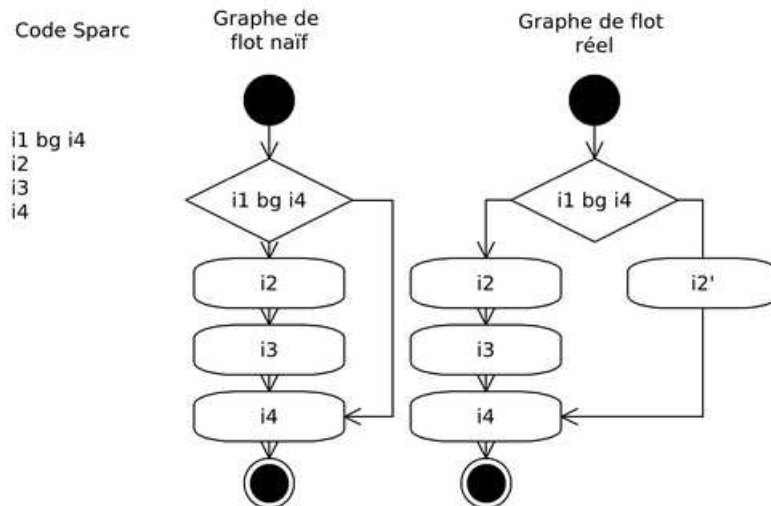 Code Sparc
i1 bg i4
i2
i3
i4
Graphe de
flot naïf
i1 bg i4
i2
i3
i4
Graphe de flot
réel
i1 bg i4
i2
i2'
i3
i4